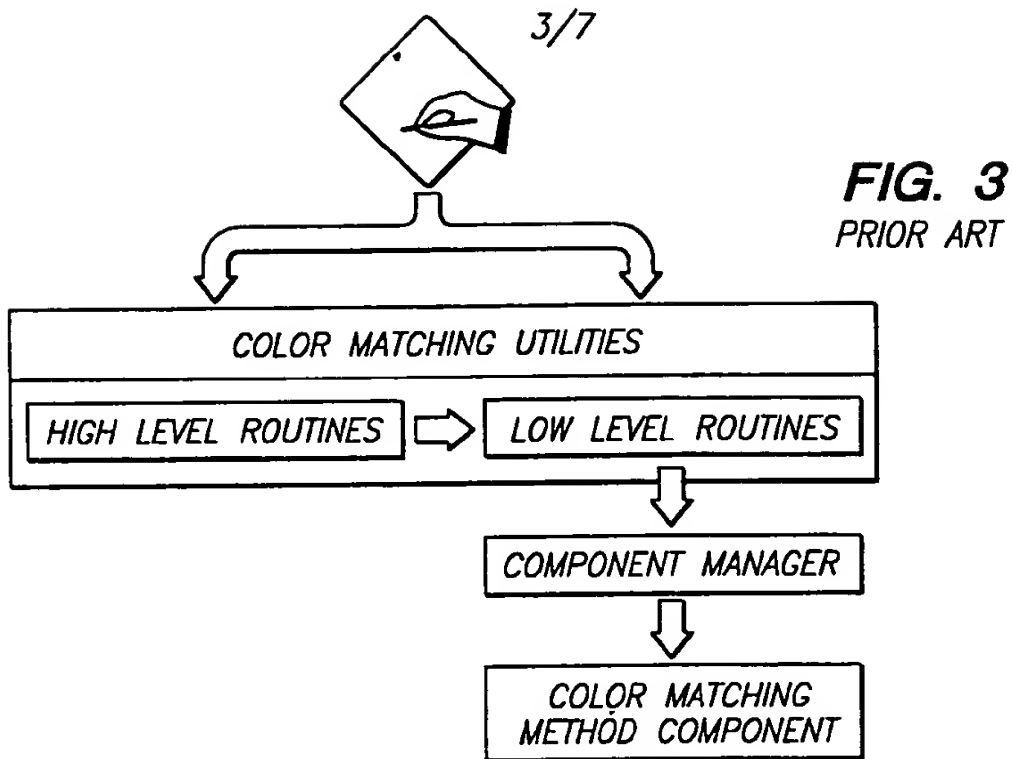 3/7
FIG. 3
PRIOR ART
COLOR MATCHING UTILITIES
HIGH LEVEL ROUTINES
LOW LEVEL ROUTINES
COMPONENT MANAGER
COLOR MATCHING
METHOD COMPONENT